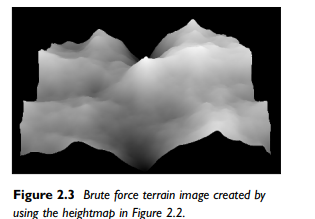 Figure 2.3 Brute force terrain image created by
using the heightmap in Figure 2.2.